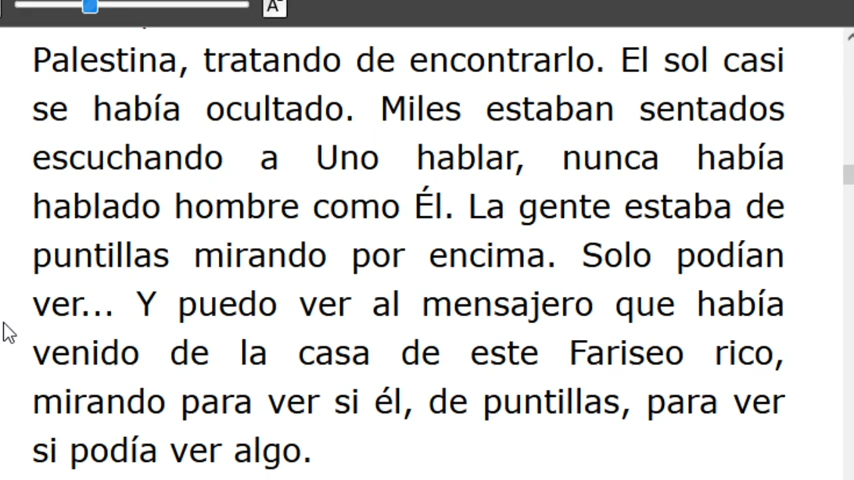 A
Palestina, tratando de encontrarlo. El sol casi
se había ocultado. Miles estaban sentados
escuchando a Uno hablar, nunca había
hablado hombre como Él. La gente estaba de
puntillas mirando por encima. Solo podían
ver... Y puedo ver al mensajero que había
venido de la casa de este Fariseo rico,
mirando para ver si él, de puntillas, para ver
si podía ver algo.